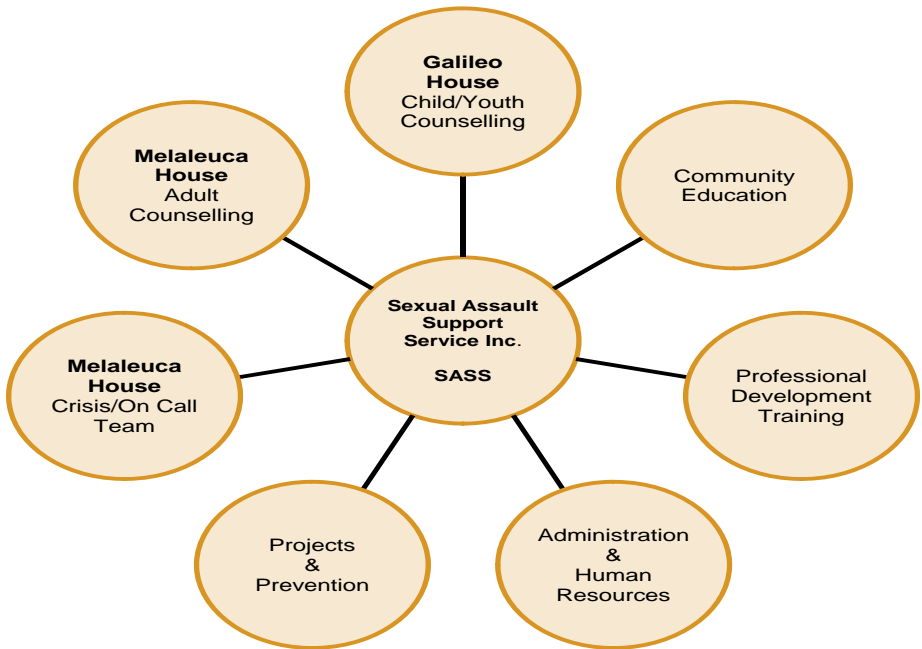 Galileo
House
Child/Youth
Counselling
Melaleuca
House
Adult
Counselling
Community
Education
Sexual Assault
Support
Service Inc.
SASS
Melaleuca
House
Crisis/On Call
Team
Professional
Development
Training
Projects
&
Prevention
Administration
&
Human
Resources